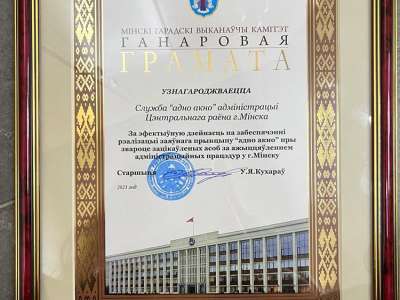 МІНСКІ ГАРАДСКІ ВЫКАНАЎЧЫ КАМІТЭТ
ГАНАРОВАЯ
ГРАМАТА
УЗНАГАРОДЖВАЕЦЦА
Служба "адно акно" адміністрацыі
Цэнтральнага раёна г.Мінска
За эфектыўную дзейнасць па забеспячэнні
рэалізацыі заяўнага прынцыпу "адно акно" пры
звароце зацікаўленых асоб за ажыццяўленнем
адміністрацыйных працэдур у г.Мінску
Старшыня У.Я.Кухараў
2021 год